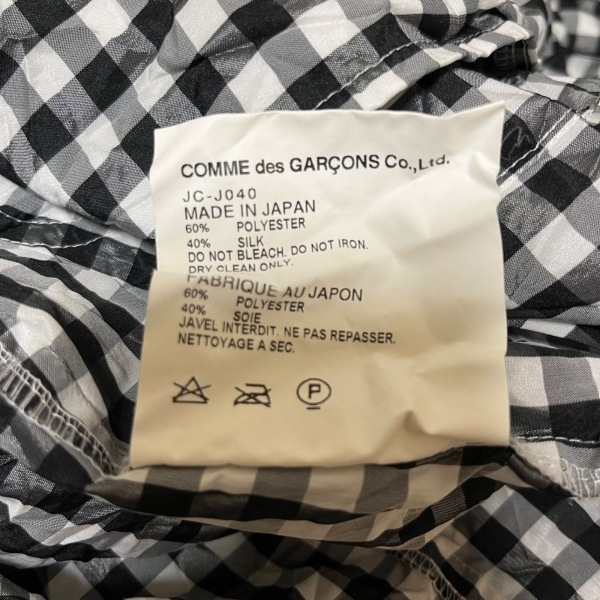 COMME des GARÇONS Co.,Ltd.
JC-J040
MADE IN JAPAN
60% POLYESTER
40% SILK
DO NOT BLEACH. DO NOT IRON.
DRY CLEAN ONLY.
FABRIQUE AU JAPON
60% POLYESTER
40% SOIE
JAVEL INTERDIT. NE PAS REPASSER.
NETTOYAGE A SEC.
P